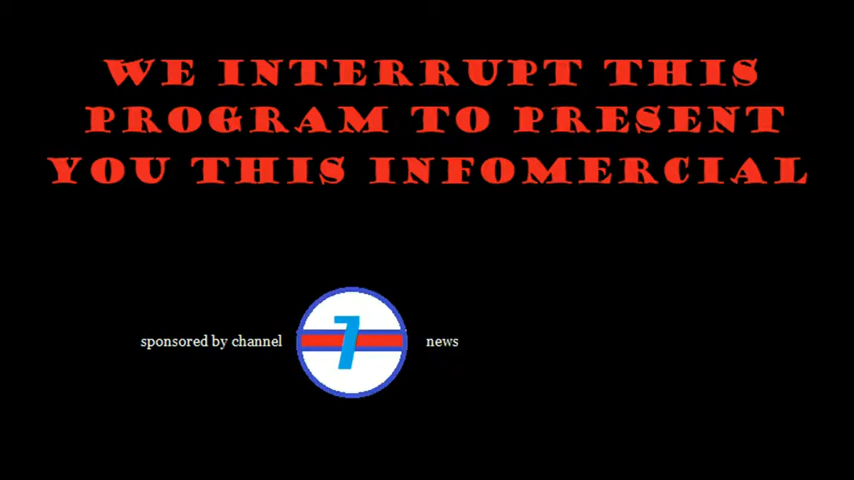 WE INTERRUPT THIS
PROGRAM TO PRESENT
YOU THIS INFOMERCIAL
sponsored by channel 7 news